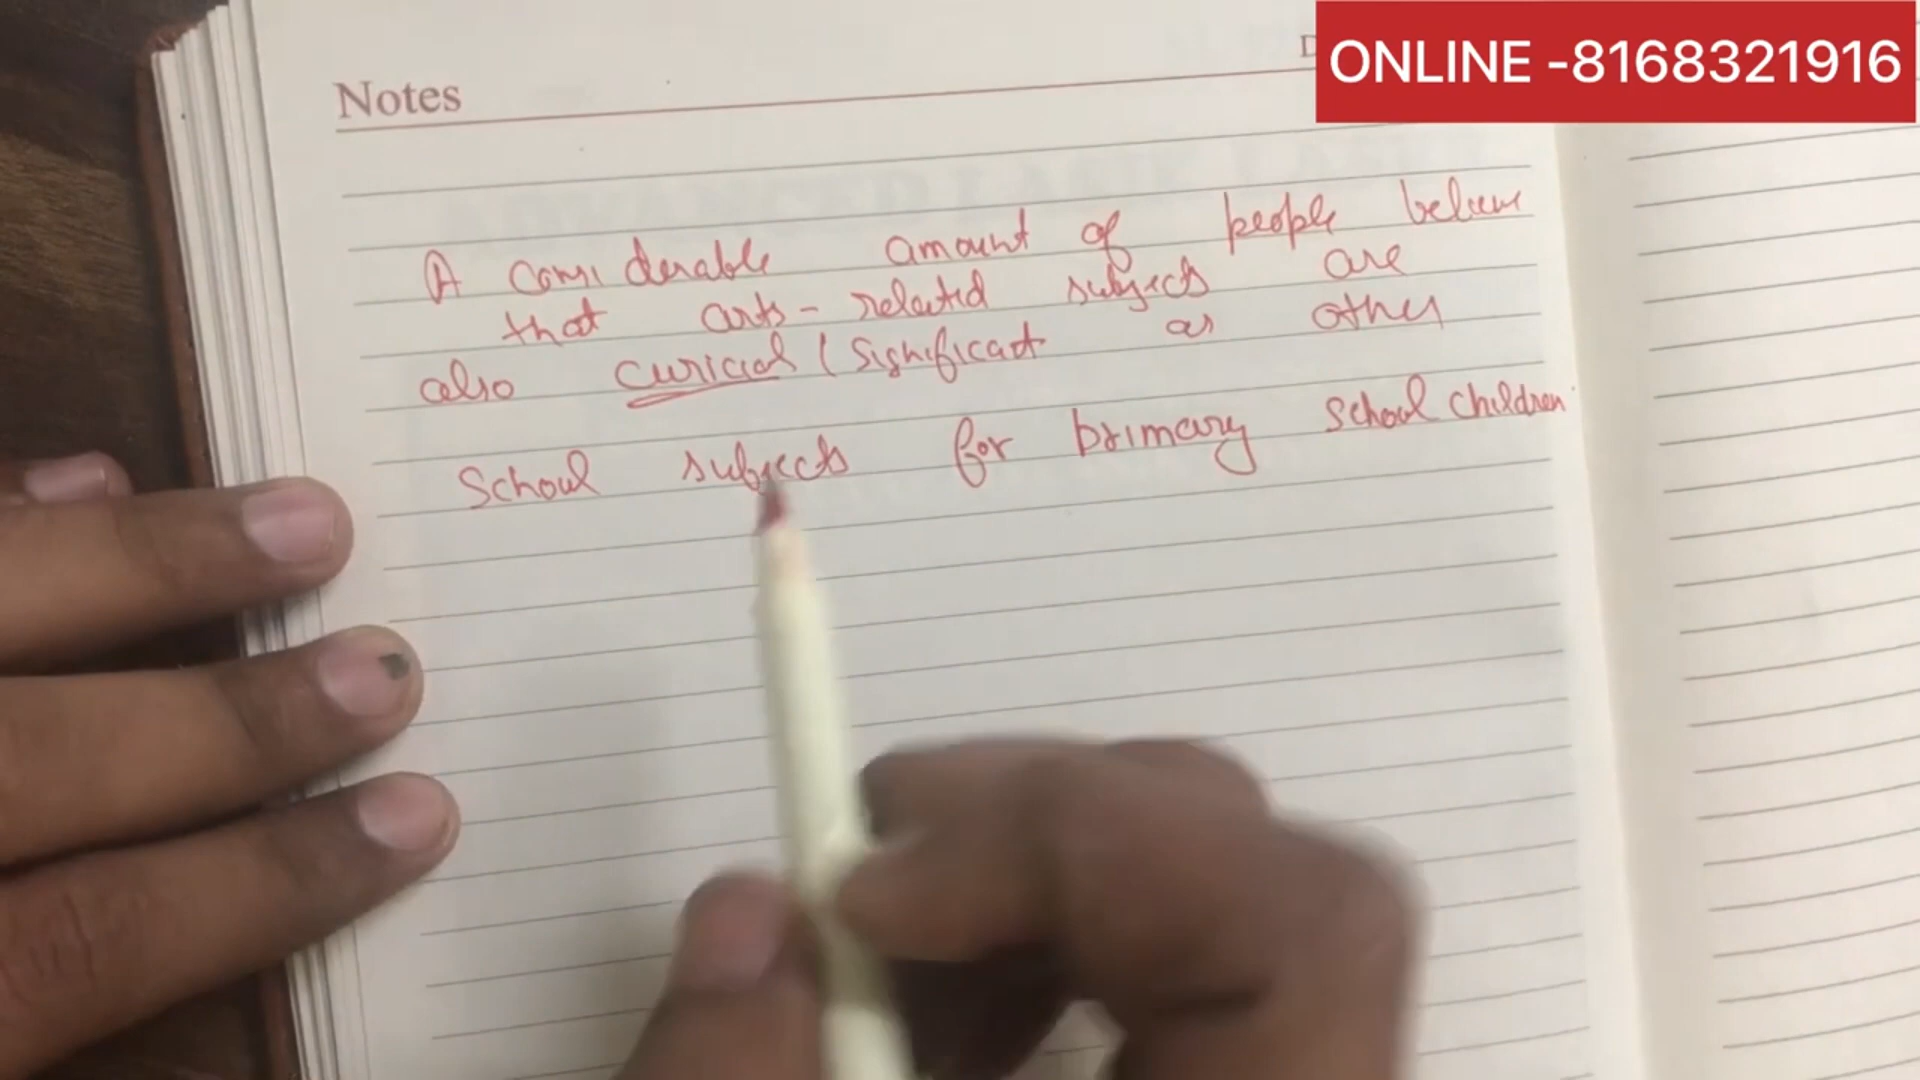 ONLINE -8168321916
Notes
A considerable amount of people believe
that arts-related subjects are
also curicial (significant as other
School subjects for primary school children